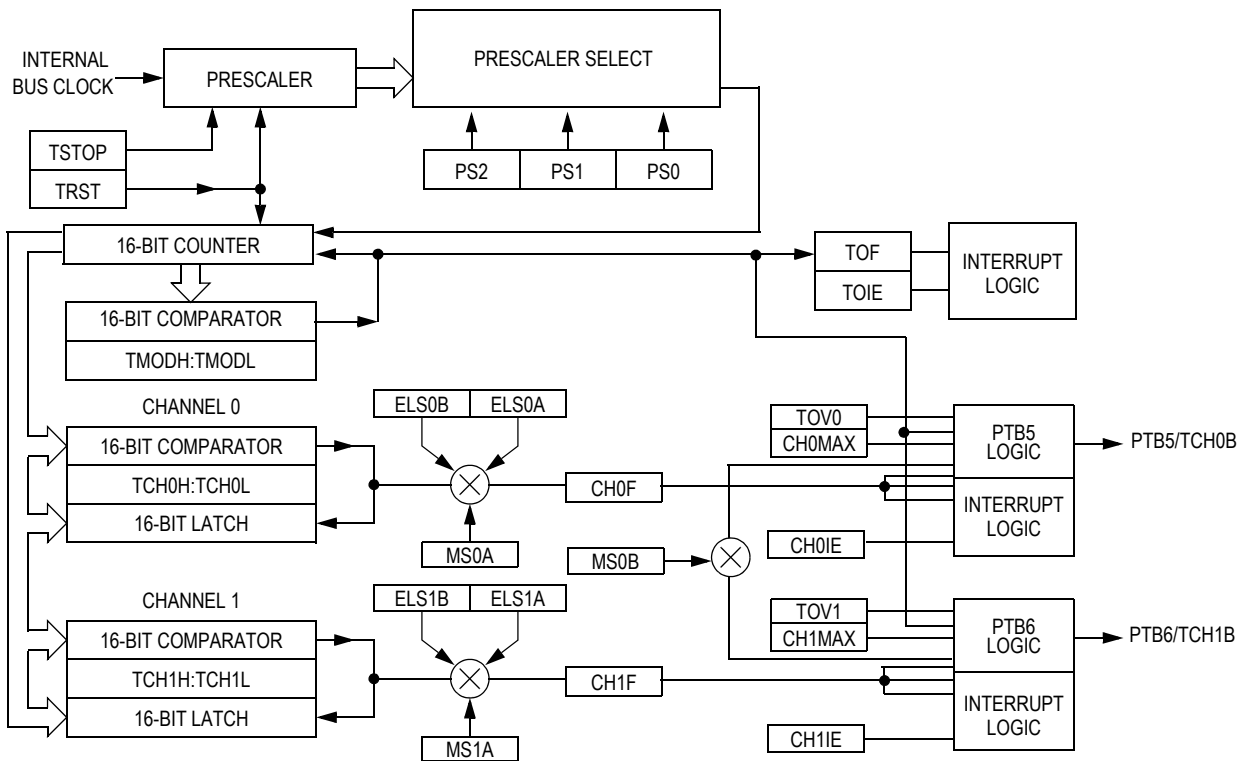 INTERNAL
BUS CLOCK
PRESCALER
PRESCALER SELECT
TSTOP
TRST
PS2
PS1
PS0
16-BIT COUNTER
TOF
TOIE
INTERRUPT
LOGIC
16-BIT COMPARATOR
TMODH:TMODL
CHANNEL 0
ELS0B
ELS0A
16-BIT COMPARATOR
TCH0H:TCH0L
16-BIT LATCH
MS0A
CH0F
TOV0
CH0MAX
PTB5
LOGIC
PTB5/TCH0B
INTERRUPT
LOGIC
CH0IE
MS0B
CHANNEL 1
ELS1B
ELS1A
16-BIT COMPARATOR
TCH1H:TCH1L
16-BIT LATCH
MS1A
CH1F
TOV1
CH1MAX
PTB6
LOGIC
PTB6/TCH1B
INTERRUPT
LOGIC
CH1IE